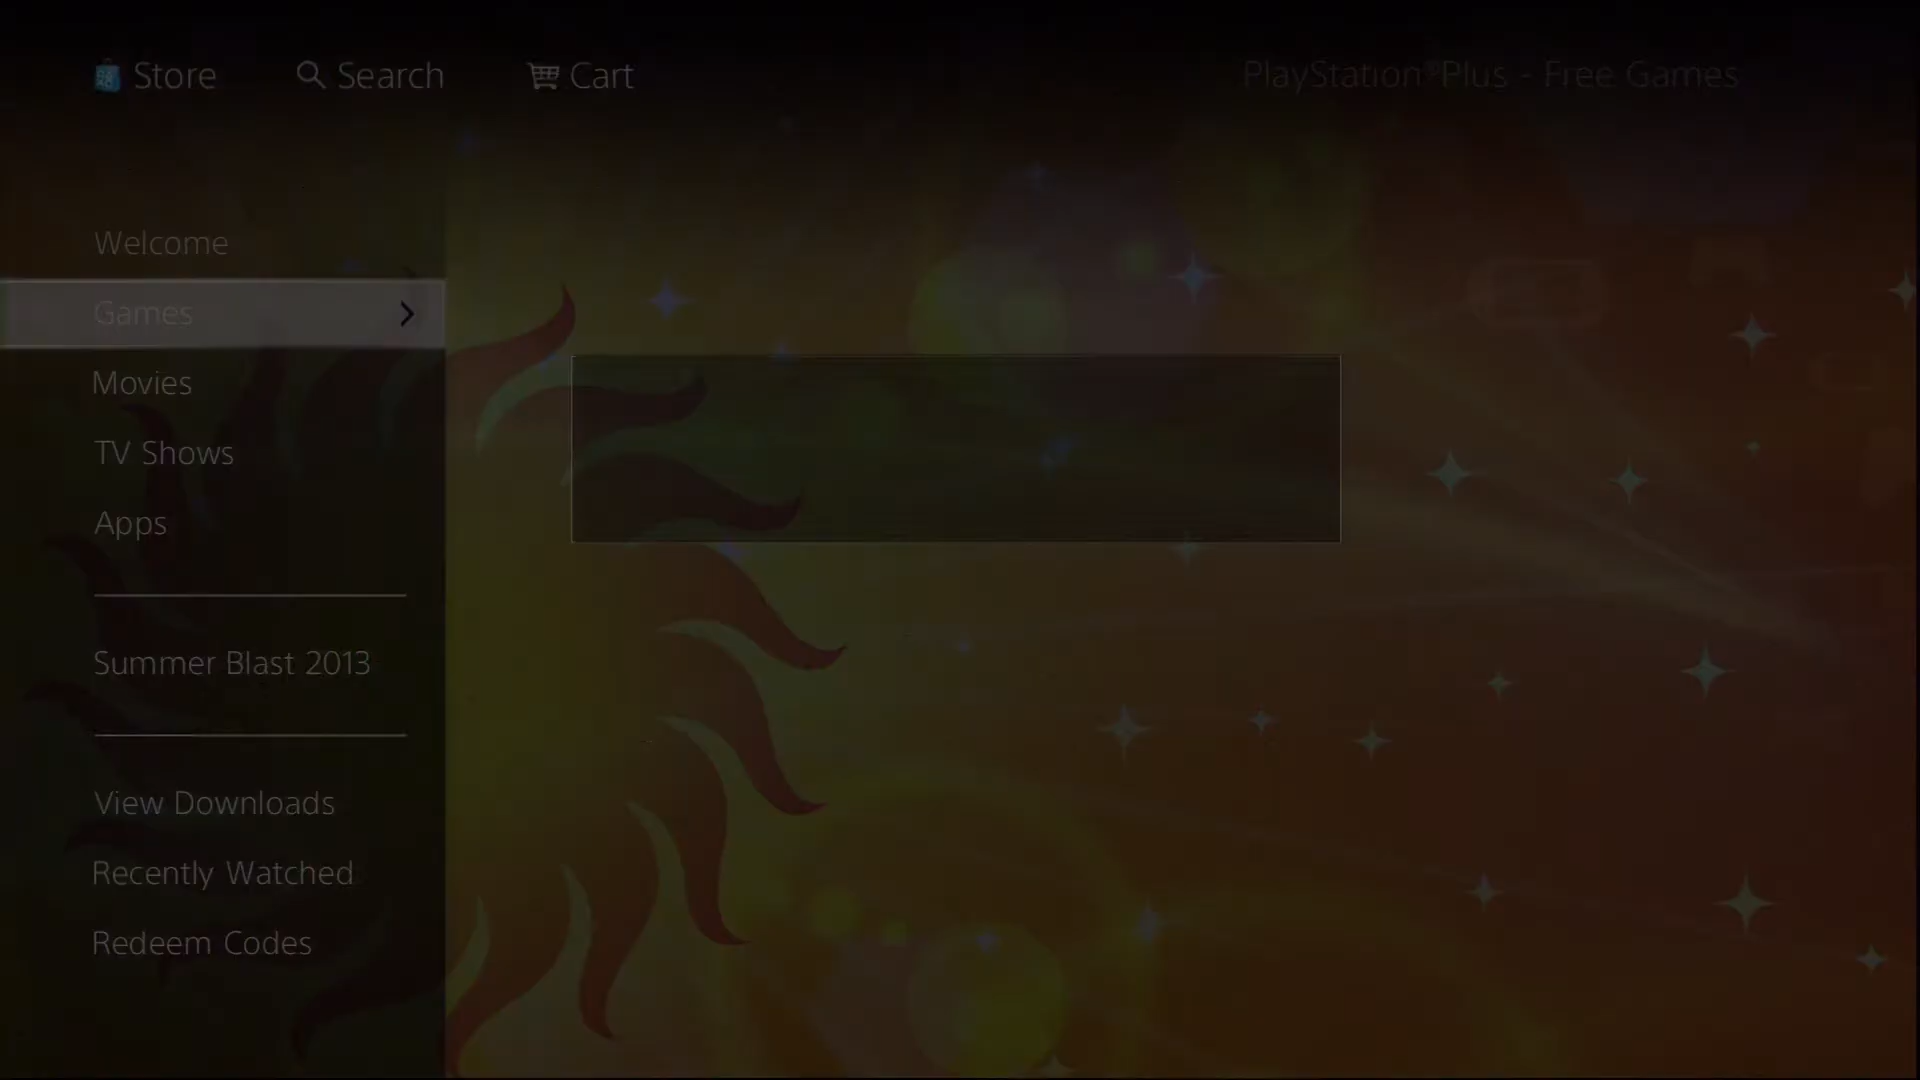 Store
Search
Cart
PlayStation®Plus - Free Games
Welcome
Games
Movies
TV Shows
Apps
Summer Blast 2013
View Downloads
Recently Watched
Redeem Codes